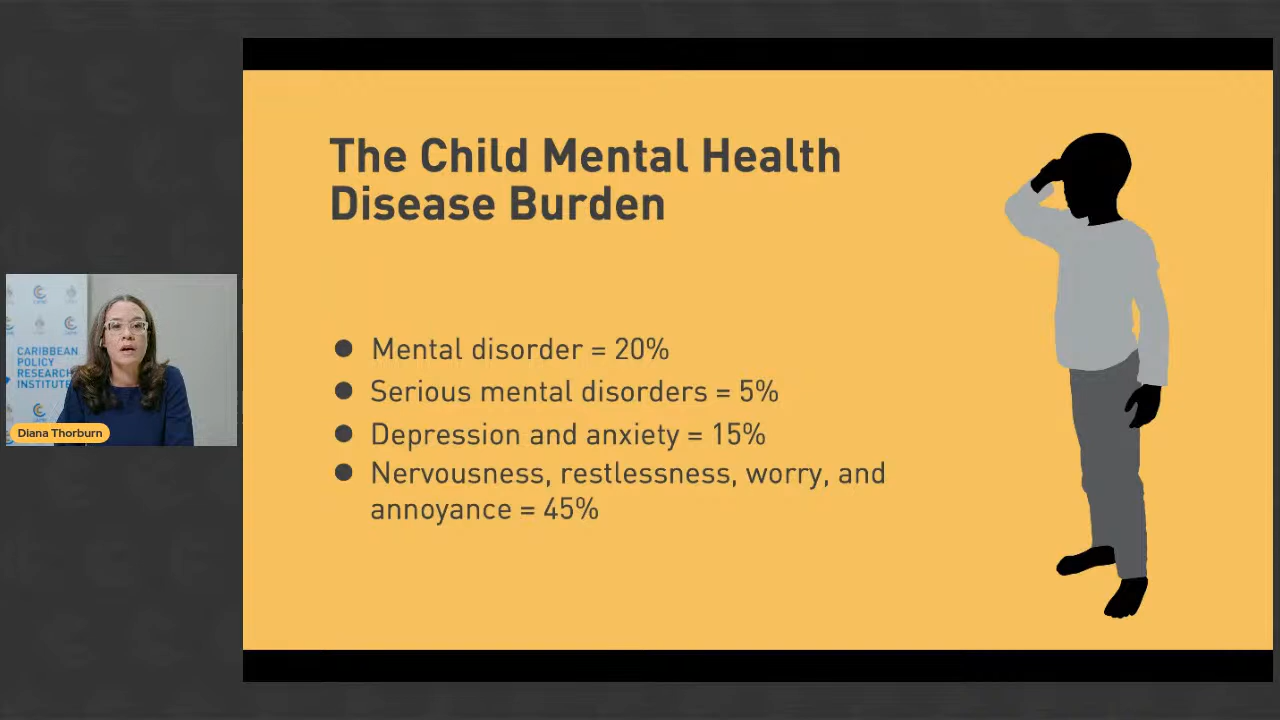 The Child Mental Health
Disease Burden
● Mental disorder = 20%
● Serious mental disorders = 5%
● Depression and anxiety = 15%
● Nervousness, restlessness, worry, and
annoyance = 45%
CARIBBEAN
POLICY
RESEARCH
INSTITUTE
Diana Thorburn